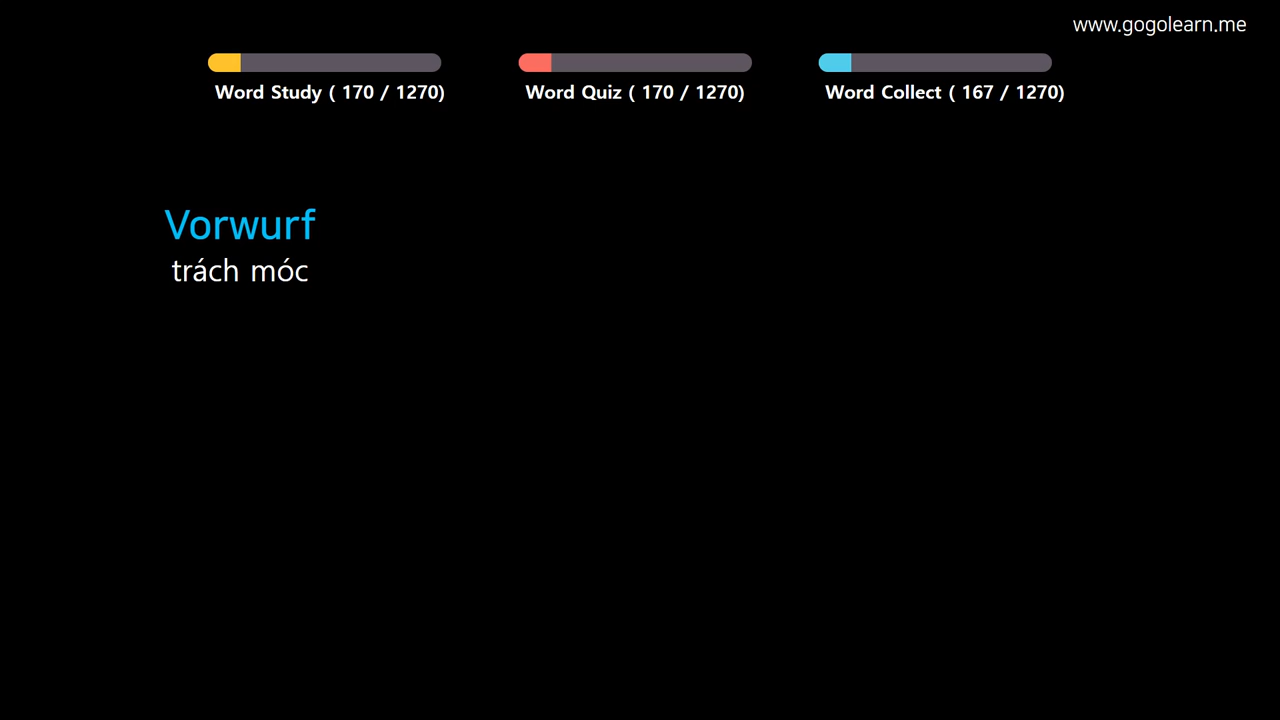 www.gogolearn.me
Word Study ( 170 / 1270)
Word Quiz ( 170 / 1270)
Word Collect ( 167 / 1270)
Vorwurf
trách móc